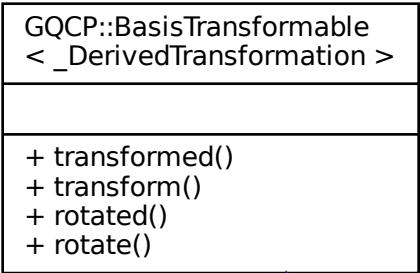 GQCP::BasisTransformable
< _DerivedTransformation >
+ transformed()
+ transform()
+ rotated()
+ rotate()